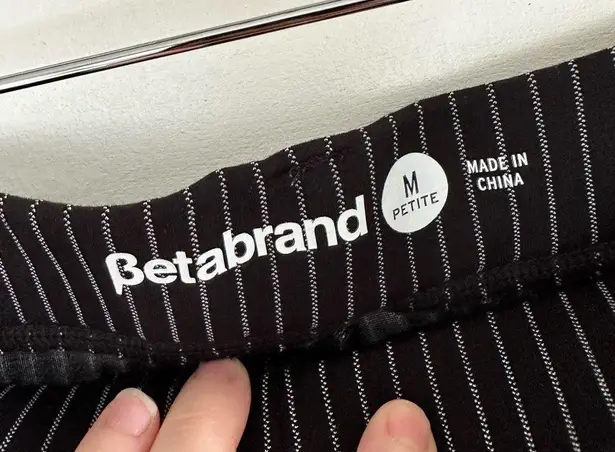 Betabrand
M
PETITE
MADE IN
CHINA